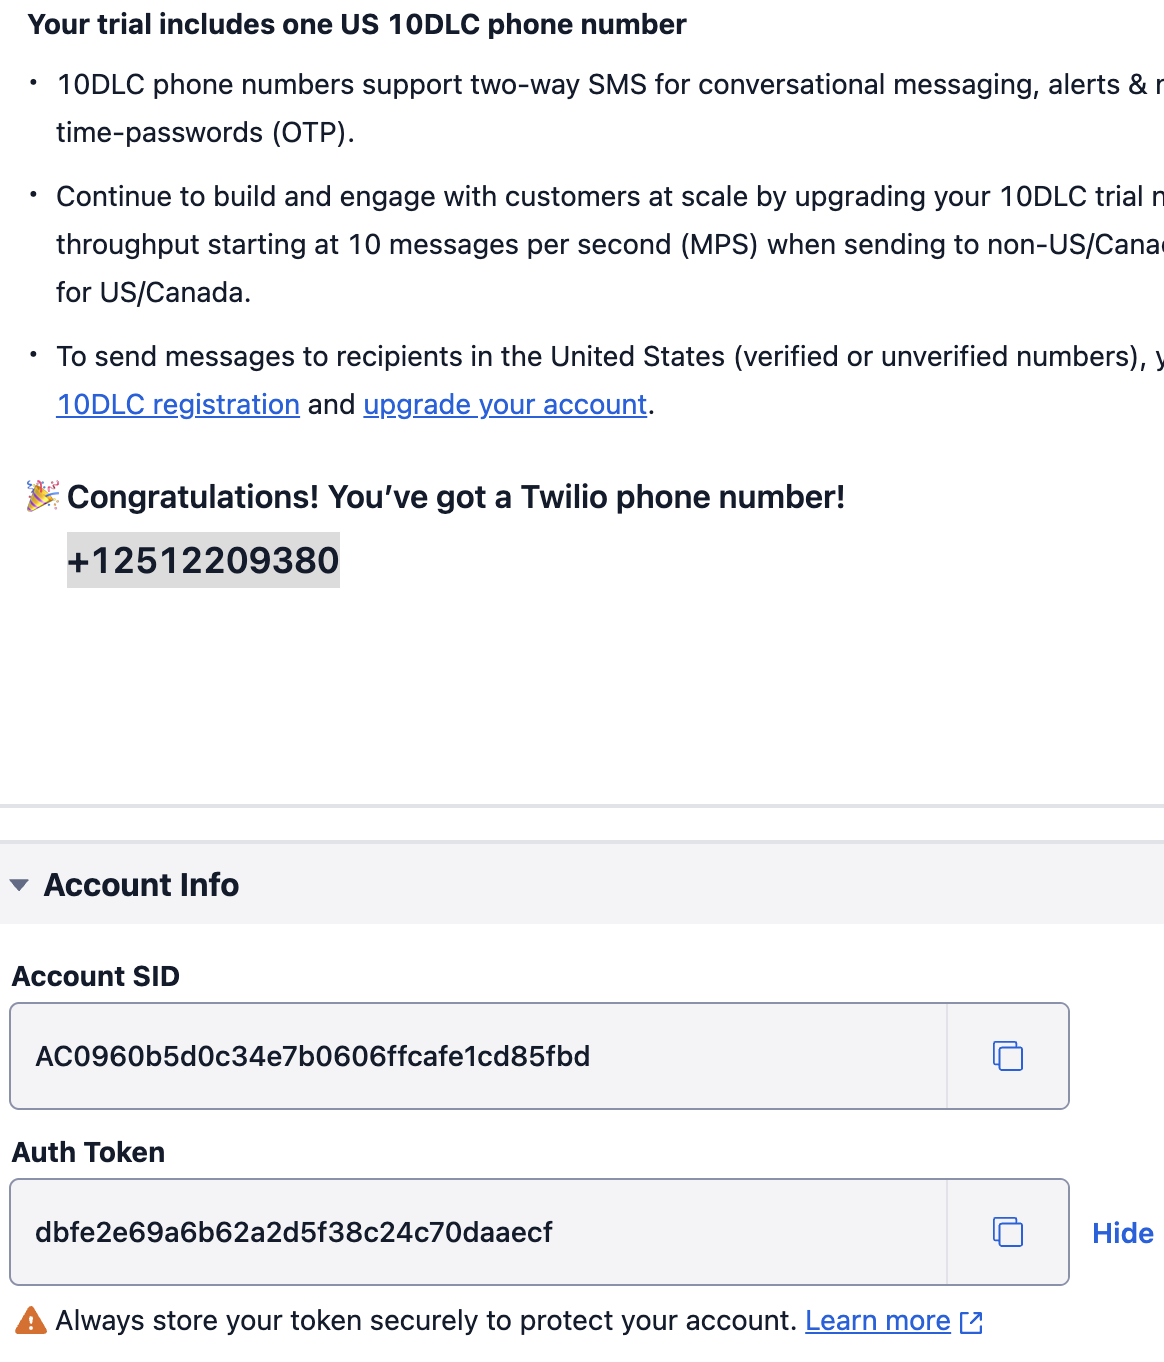 Your trial includes one US 10DLC phone number
• 10DLC phone numbers support two-way SMS for conversational messaging, alerts &
time-passwords (OTP).
• Continue to build and engage with customers at scale by upgrading your 10DLC trial
throughput starting at 10 messages per second (MPS) when sending to non-US/Cana
for US/Canada.
• To send messages to recipients in the United States (verified or unverified numbers),
10DLC registration and upgrade your account.
🎉 Congratulations! You’ve got a Twilio phone number!
+12512209380
Account Info
Account SID
AC0960b5d0c34e7b0606ffcafe1cd85fbd
Auth Token
dbfe2e69a6b62a2d5f38c24c70daaecf
Hide
Always store your token securely to protect your account. Learn more